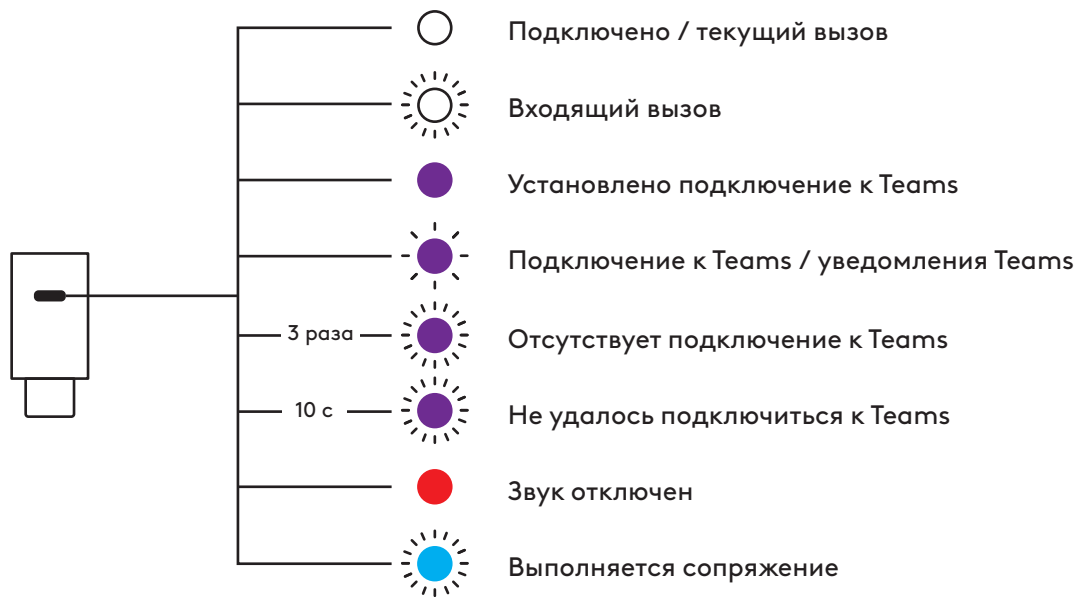 Подключено / текущий вызов
Входящий вызов
Установлено подключение к Teams
Подключение к Teams / уведомления Teams
3 раза
Отсутствует подключение к Teams
10 с
Не удалось подключиться к Teams
Звук отключен
Выполняется сопряжение